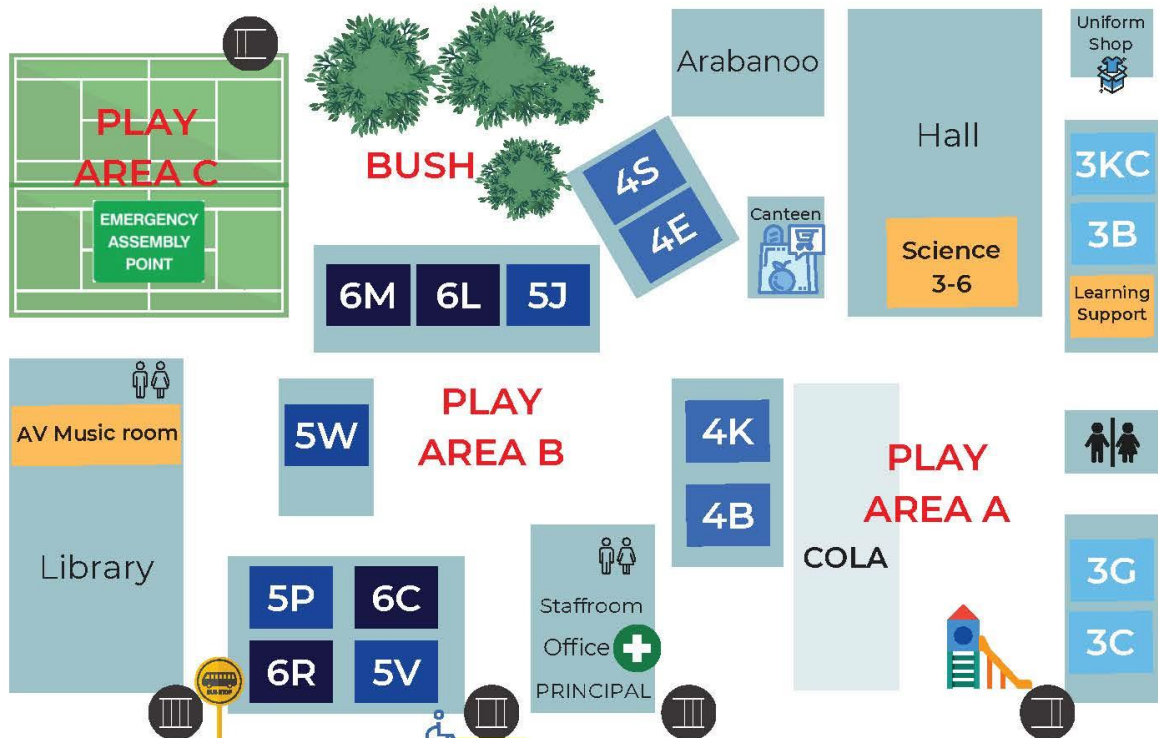 Arabanoo
Hall
Uniform
Shop
PLAY
AREA C
EMERGENCY
ASSEMBLY
POINT
BUSH
4S
4E
Canteen
Science
3-6
3KC
3B
Learning
Support
6M
6L
5J
AV Music room
Library
5W
PLAY
AREA B
4K
4B
COLA
PLAY
AREA A
3G
3C
5P
6C
6R
5V
BUS STOP
Staffroom
Office
PRINCIPAL